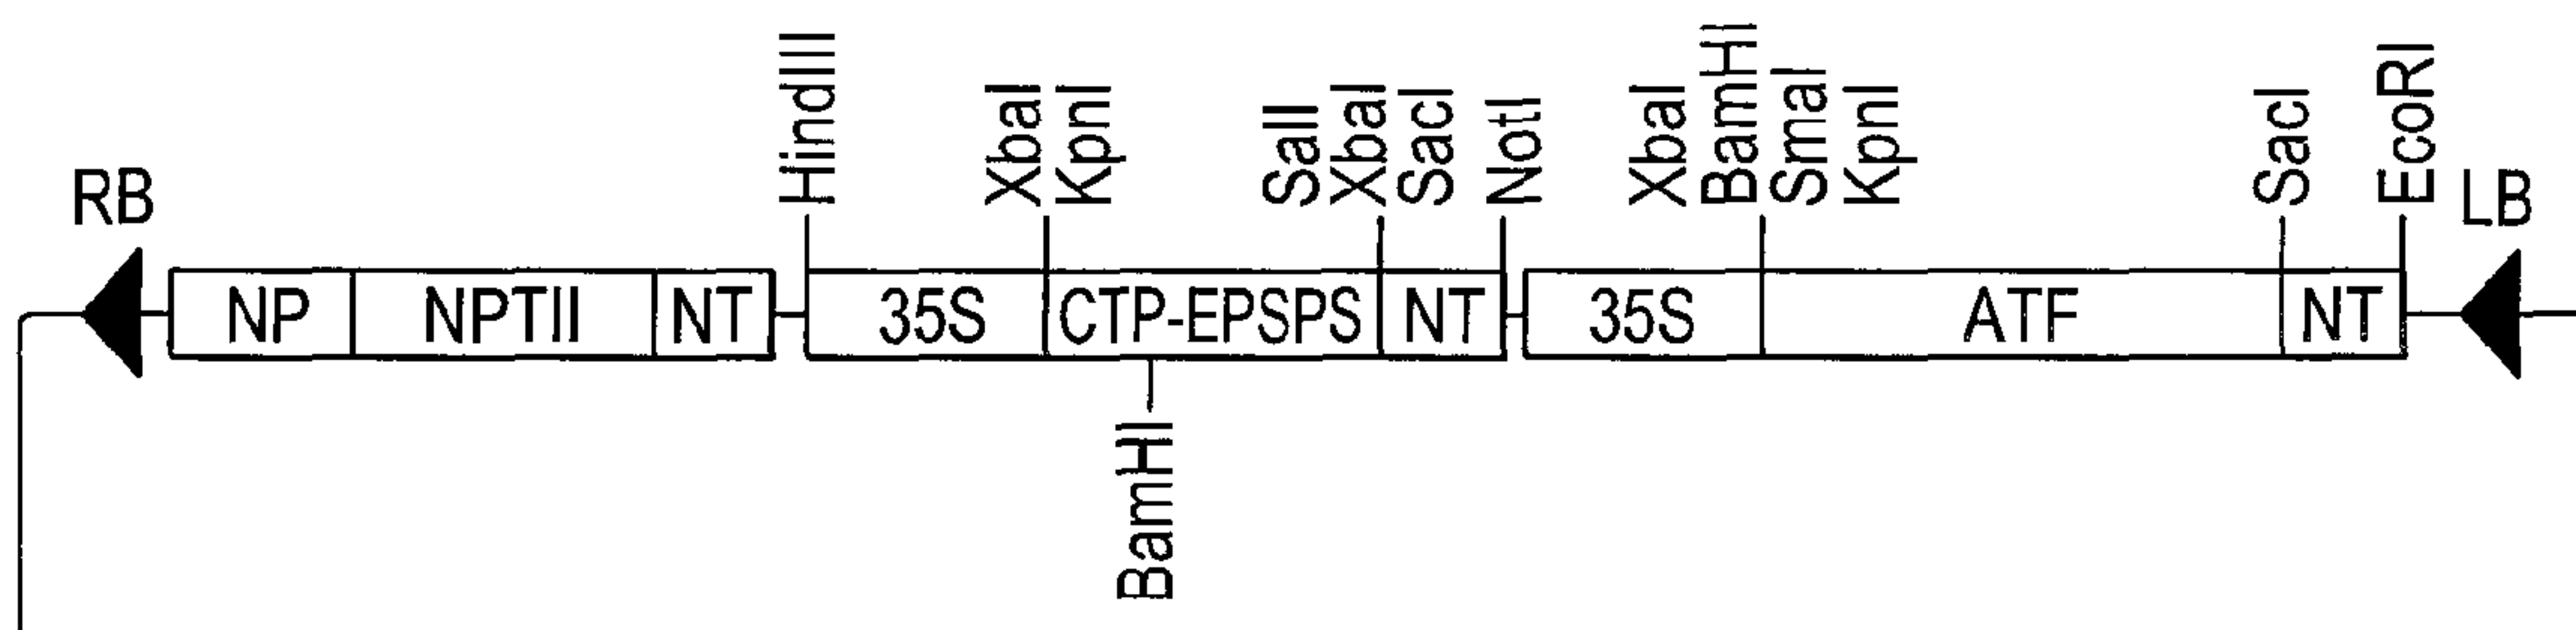 HindIII
XbaI
KpnI
SalI
XbaI
SacI
NotI
XbaI
BamHI
SmaI
KpnI
SacI
EcoRI
RB
LB
NP
NPTII
NT
35S
CTP-EPSPS
NT
35S
ATF
NT
BamHI